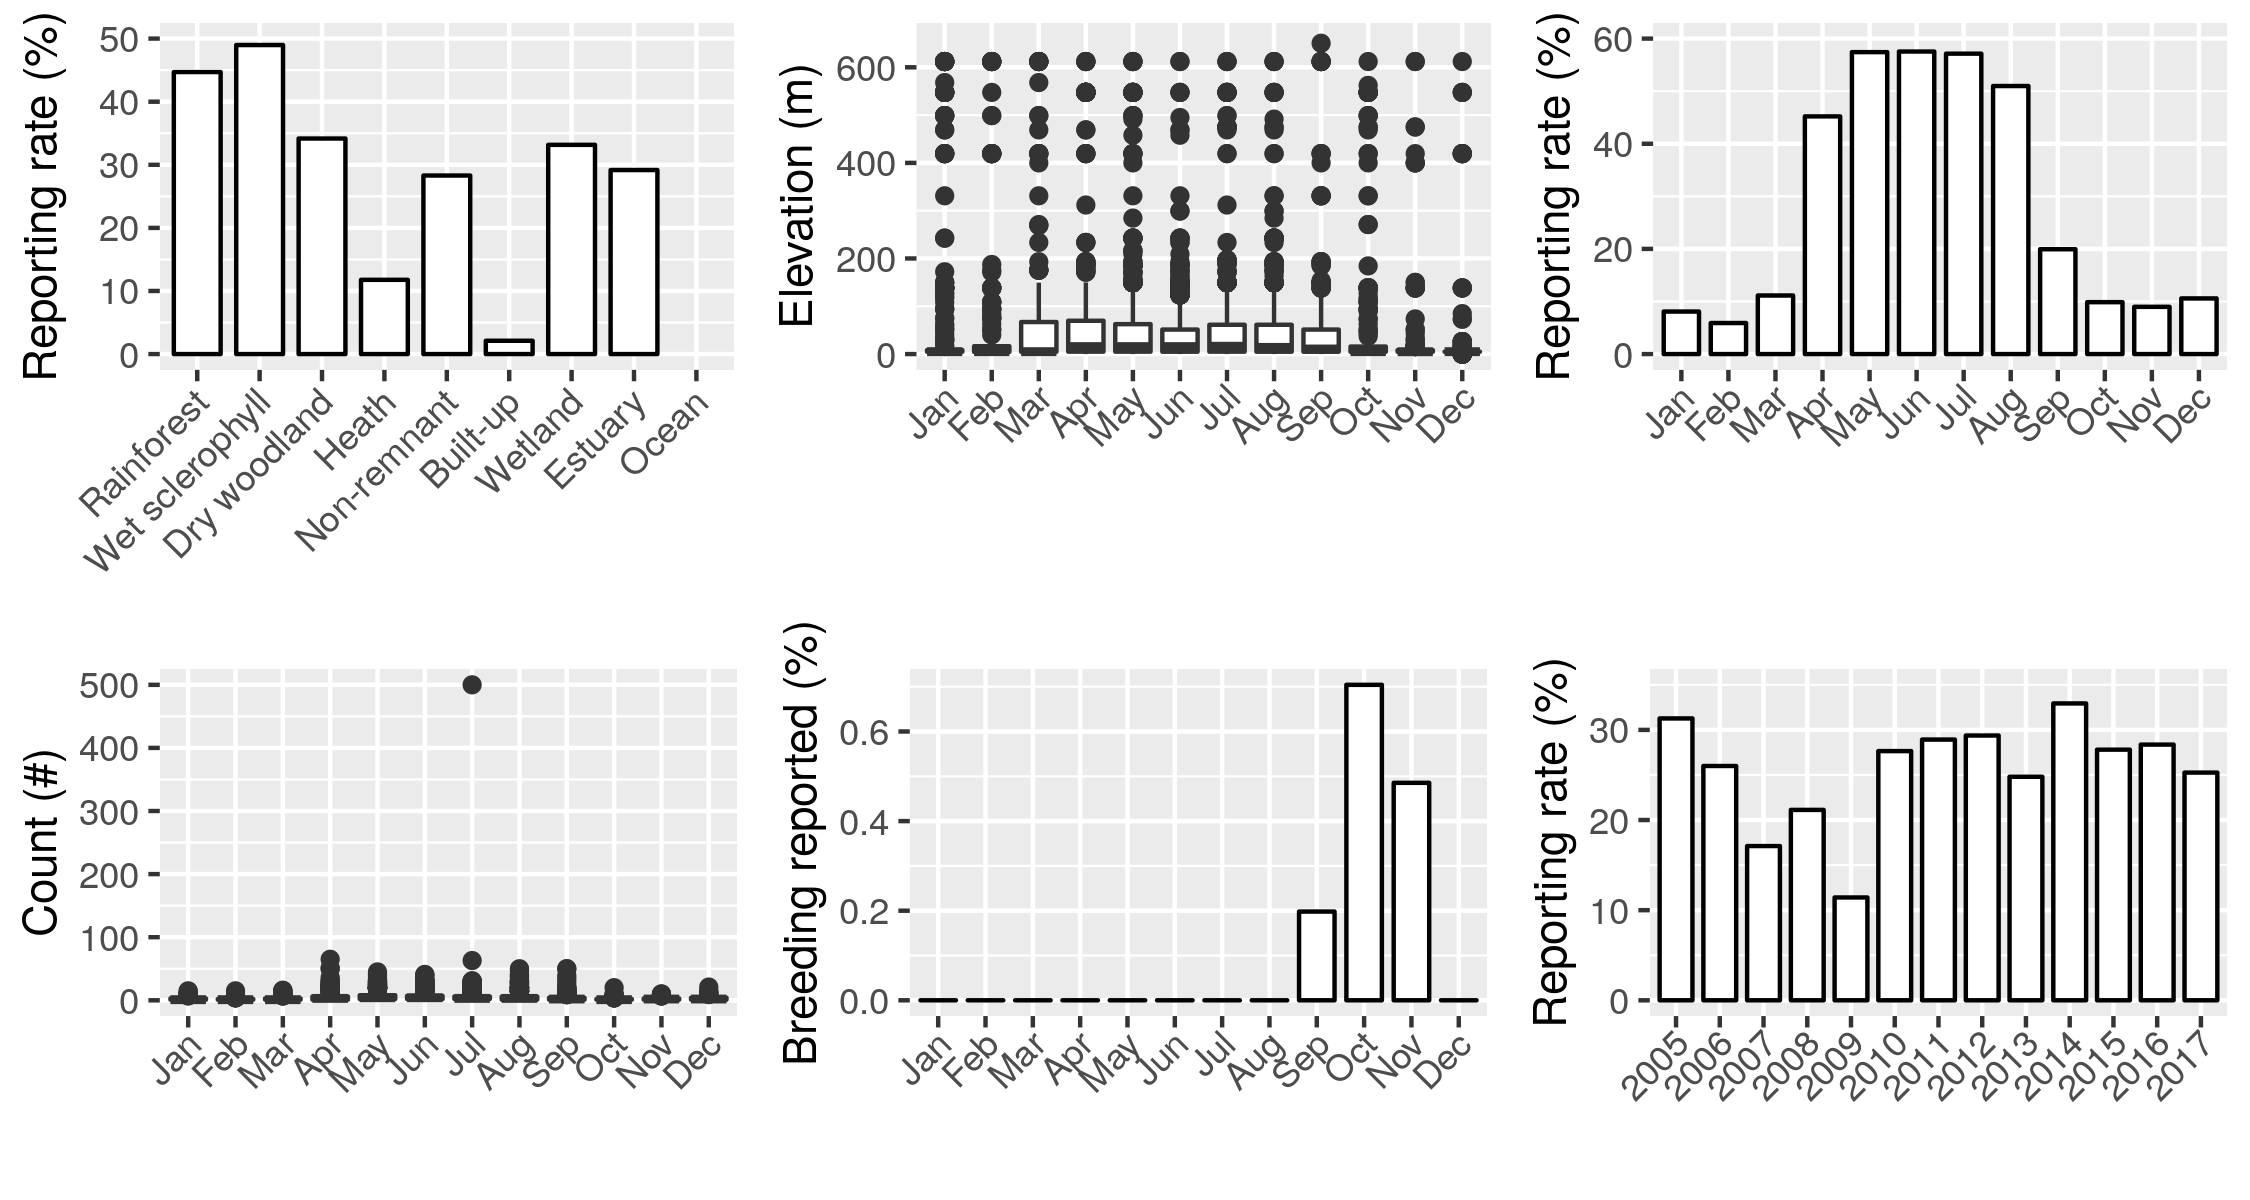 Reporting rate (%)
50
40
30
20
10
0
Rainforest
Wet sclerophyll
Dry woodland
Heath
Non-remnant
Built-up
Wetland
Estuary
Ocean
Elevation (m)
600
400
200
0
Jan
Feb
Mar
Apr
May
Jun
Jul
Aug
Sep
Oct
Nov
Dec
Reporting rate (%)
60
40
20
0
Jan
Feb
Mar
Apr
May
Jun
Jul
Aug
Sep
Oct
Nov
Dec
Count (#)
500
400
300
200
100
0
Jan
Feb
Mar
Apr
May
Jun
Jul
Aug
Sep
Oct
Nov
Dec
Breeding reported (%)
0.6
0.4
0.2
0.0
Jan
Feb
Mar
Apr
May
Jun
Jul
Aug
Sep
Oct
Nov
Dec
Reporting rate (%)
30
20
10
0
2005
2006
2007
2008
2009
2010
2011
2012
2013
2014
2015
2016
2017